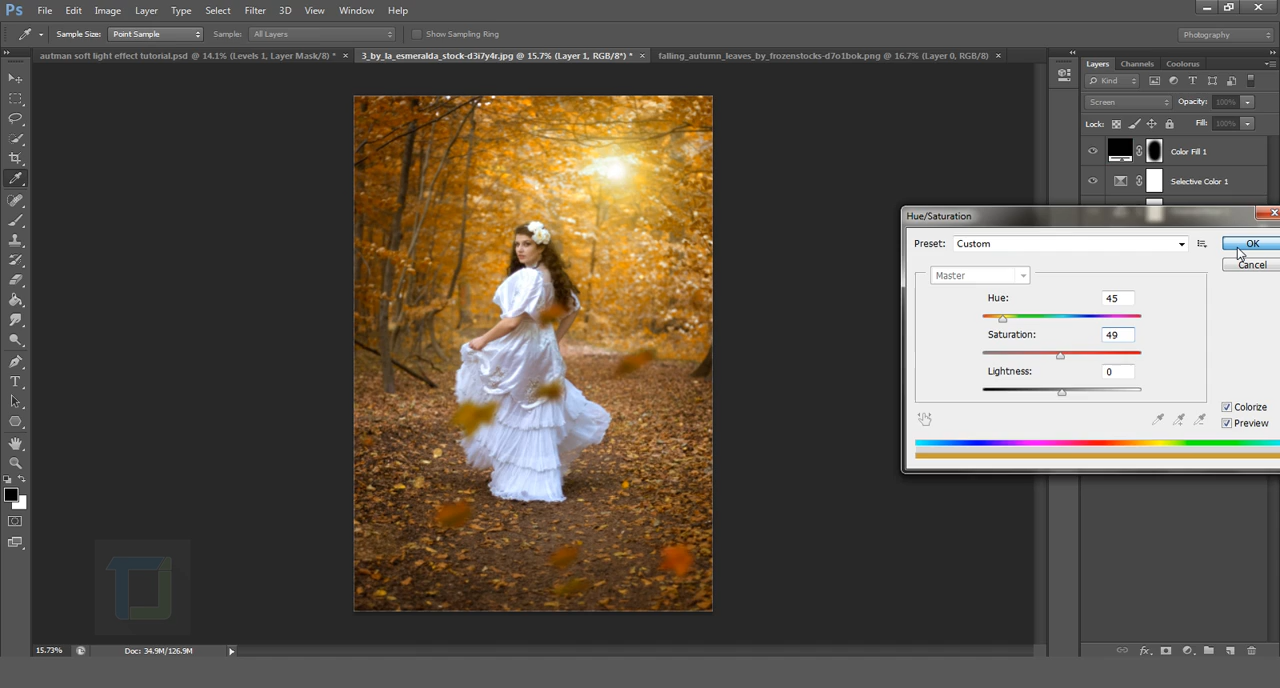 Ps File Edit Image Layer Type Select Filter 3D View Window Help
Sample Size: Point Sample Sample: All Layers Show Sampling Ring Photography
autman soft light effect tutorial.psd @ 14.1% (Levels 1, Layer Mask/8) * × 3_by_la_esmeralda_stock-d3i7y4r.jpg @ 15.7% (Layer 1, RGB/8*) * × falling_autumn_leaves_by_frozenstocks-d7o1bok.png @ 16.7% (Layer 0, RGB/8) ×
Layers Channels Coolorus
Kind
Screen Opacity: 100%
Lock: Fill: 100%
Color Fill 1
Selective Color 1
Hue/Saturation
Preset: Custom OK
Cancel
Master
Hue: 45
Saturation: 49
Lightness: 0
Colorize
Preview
TJ
15.73% Doc: 34.9M/126.9M